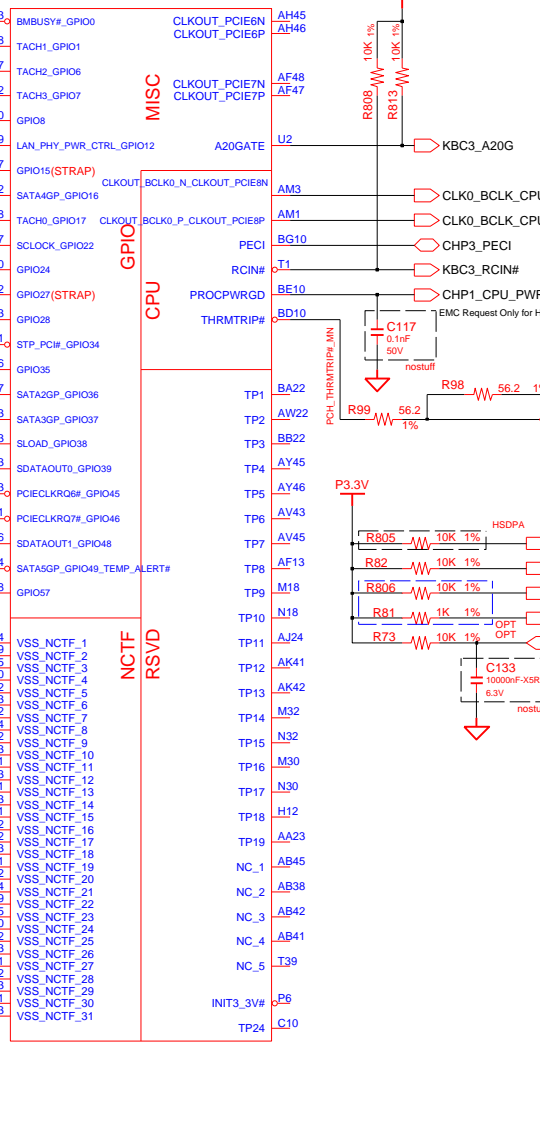 BMBUSY#_GPIO0
TACH1_GPIO1
TACH2_GPIO6
TACH3_GPIO7
GPIO8
LAN_PHY_PWR_CTRL_GPIO12
GPIO15(STRAP)
SATA4GP_GPIO16
TACH0_GPIO17
SCLOCK_GPIO22
GPIO24
GPIO27(STRAP)
GPIO28
STP_PCI#_GPIO34
GPIO35
SATA2GP_GPIO36
SATA3GP_GPIO37
SLOAD_GPIO38
SDATAOUT0_GPIO39
PCIECLKRQ6#_GPIO45
PCIECLKRQ7#_GPIO46
SDATAOUT1_GPIO48
SATA5GP_GPIO49_TEMP_ALERT#
GPIO57
VSS_NCTF_1
VSS_NCTF_2
VSS_NCTF_3
VSS_NCTF_4
VSS_NCTF_5
VSS_NCTF_6
VSS_NCTF_7
VSS_NCTF_8
VSS_NCTF_9
VSS_NCTF_10
VSS_NCTF_11
VSS_NCTF_12
VSS_NCTF_13
VSS_NCTF_14
VSS_NCTF_15
VSS_NCTF_16
VSS_NCTF_17
VSS_NCTF_18
VSS_NCTF_19
VSS_NCTF_20
VSS_NCTF_21
VSS_NCTF_22
VSS_NCTF_23
VSS_NCTF_24
VSS_NCTF_25
VSS_NCTF_26
VSS_NCTF_27
VSS_NCTF_28
VSS_NCTF_29
VSS_NCTF_30
VSS_NCTF_31
MISC
GPIO
CPU
NCTF
RSVD
CLKOUT_PCIE6N AH45
CLKOUT_PCIE6P AH46
CLKOUT_PCIE7N AF48
CLKOUT_PCIE7P AF47
A20GATE U2
CLKOUT_BCLK0_N_CLKOUT_PCIE8N AM3
CLKOUT_BCLK0_P_CLKOUT_PCIE8P AM1
PECI BG10
RCIN# T1
PROCPWRGD BE10
THRMTRIP# BD10
TP1 BA22
TP2 AW22
TP3 BB22
TP4 AY45
TP5 AY46
TP6 AV43
TP7 AV45
TP8 AF13
TP9 M18
TP10 N18
TP11 AJ24
TP12 AK41
TP13 AK42
TP14 M32
TP15 N32
TP16 M30
TP17 N30
TP18 H12
TP19 AA23
NC_1 AB45
NC_2 AB38
NC_3 AB42
NC_4 AB41
NC_5 T39
INIT3_3V# P6
TP24 C10
R808 10K 1%
R813 10K 1%
KBC3_A20G
CLK0_BCLK_CPU
CLK0_BCLK_CPU
CHP3_PECI
KBC3_RCIN#
CHP1_CPU_PWR
EMC Request Only for H
C117
0.1nF
50V
nostuff
PCH_THRMTRIP#_MN
R98 56.2
R99 56.2
1%
P3.3V
HSDPA
R805 10K 1%
R82 10K 1%
R806 10K 1%
R81 1K 1%
OPT
OPT
R73 10K 1%
C133
10000nF-X5R
6.3V